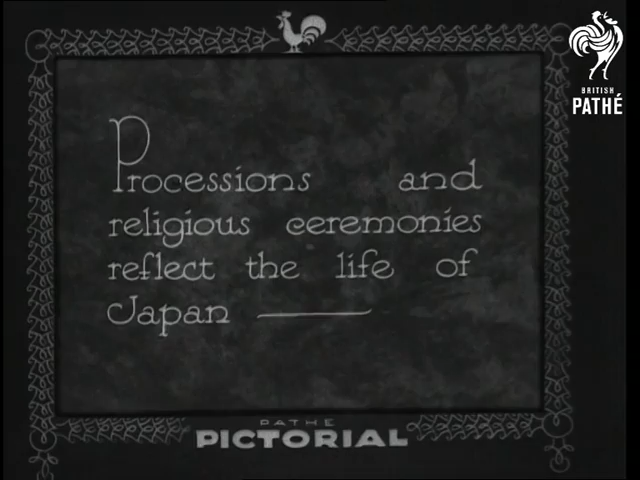 BRITISH
PATHÉ
Processions and
religious ceremonies
reflect the life of
Japan
PATHE
PICTORIAL